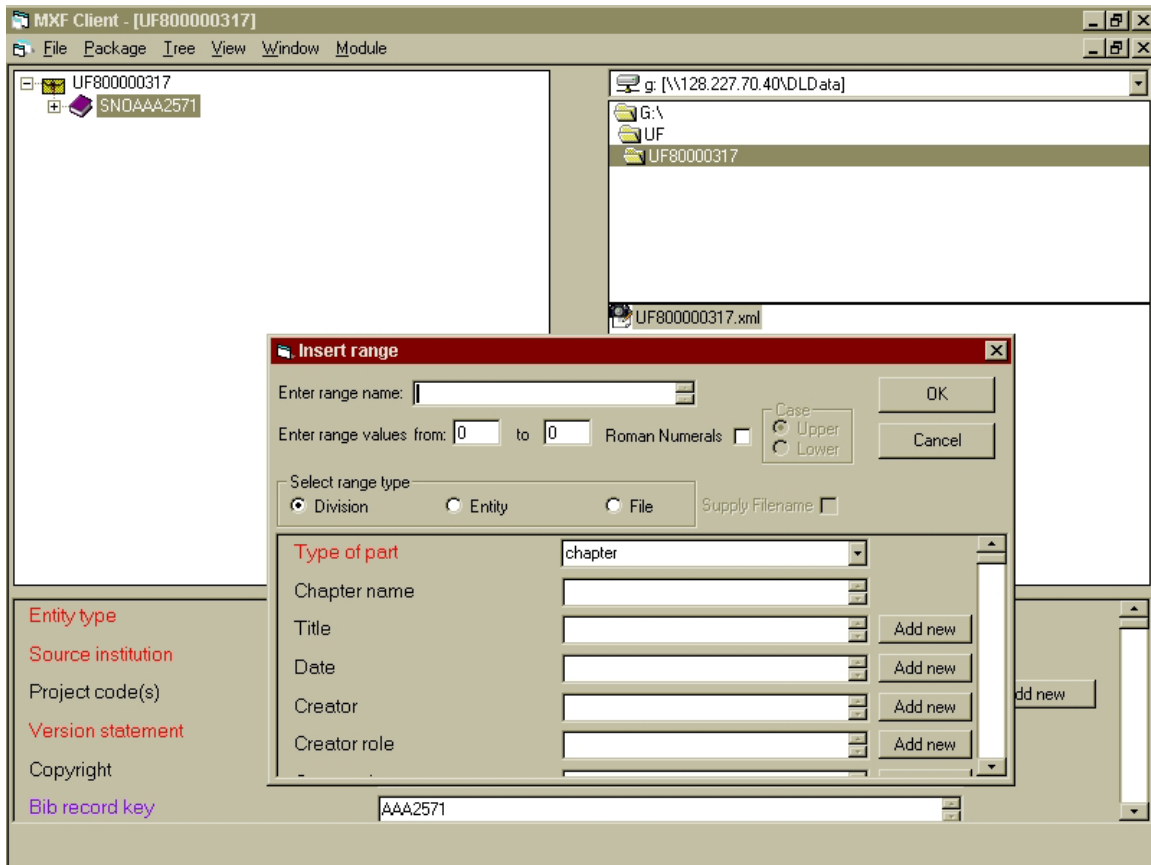 MXF Client - [UF800000317]
File Package Tree View Window Module
UF800000317
SN0AAA2571
g: [\\128.227.70.40\DLData]
G:\
UF
UF80000317
UF800000317.xml
Insert range
Enter range name:
OK
Enter range values from: 0 to 0 Roman Numerals
Case
Upper
Lower
Cancel
Select range type
Division Entity File Supply Filename
Type of part chapter
Chapter name
Title Add new
Date Add new
Creator Add new
Creator role Add new
Entity type
Source institution
Project code(s) dd new
Version statement
Copyright
Bib record key AAA2571